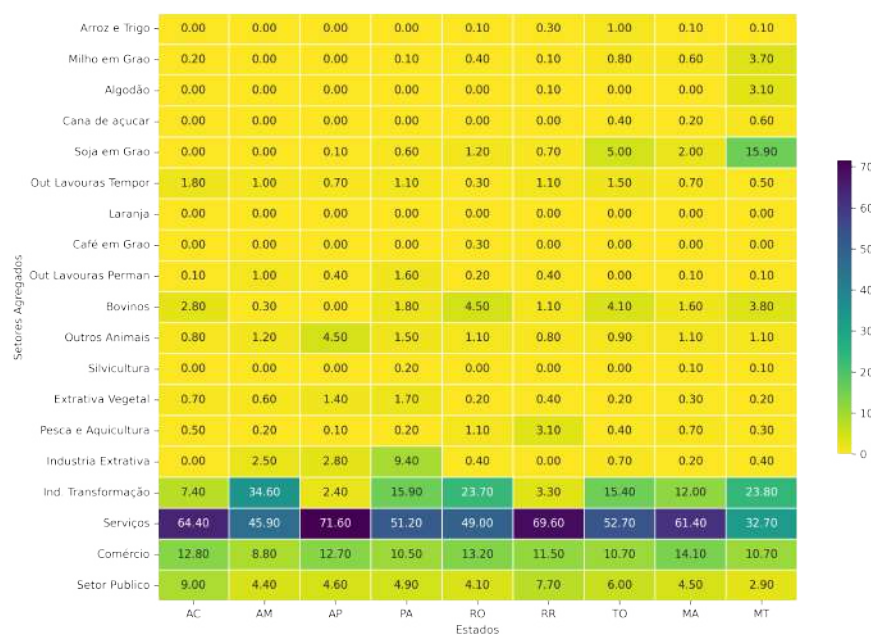 Arroz e Trigo 0.00 0.00 0.00 0.00 0.10 0.30 1.00 0.10 0.10
Milho em Grao 0.20 0.00 0.00 0.10 0.40 0.10 0.80 0.60 3.70
Algodão 0.00 0.00 0.00 0.00 0.00 0.10 0.00 0.00 3.10
Cana de açucar 0.00 0.00 0.00 0.00 0.00 0.00 0.40 0.20 0.60
Soja em Grao 0.00 0.00 0.10 0.60 1.20 0.70 5.00 2.00 15.90
Out Lavouras Tempor 1.80 1.00 0.70 1.10 0.30 1.10 1.50 0.70 0.50
Laranja 0.00 0.00 0.00 0.00 0.00 0.00 0.00 0.00 0.00
Café em Grao 0.00 0.00 0.00 0.00 0.30 0.00 0.00 0.00 0.00
Out Lavouras Perman 0.10 1.00 0.40 1.60 0.20 0.40 0.00 0.10 0.10
Bovinos 2.80 0.30 0.00 1.80 4.50 1.10 4.10 1.60 3.80
Outros Animais 0.80 1.20 4.50 1.50 1.10 0.80 0.90 1.10 1.10
Silvicultura 0.00 0.00 0.00 0.20 0.00 0.00 0.00 0.10 0.10
Extrativa Vegetal 0.70 0.60 1.40 1.70 0.20 0.40 0.20 0.30 0.20
Pesca e Aquicultura 0.50 0.20 0.10 0.20 1.10 3.10 0.40 0.70 0.30
Industria Extrativa 0.00 2.50 2.80 9.40 0.40 0.00 0.70 0.20 0.40
Ind. Transformação 7.40 34.60 2.40 15.90 23.70 3.30 15.40 12.00 23.80
Serviços 64.40 45.90 71.60 51.20 49.00 69.60 52.70 61.40 32.70
Comércio 12.80 8.80 12.70 10.50 13.20 11.50 10.70 14.10 10.70
Setor Publico 9.00 4.40 4.60 4.90 4.10 7.70 6.00 4.50 2.90
AC AM AP PA RO RR TO MA MT
Estados
Setores Agregados
70
60
50
40
30
20
10
0